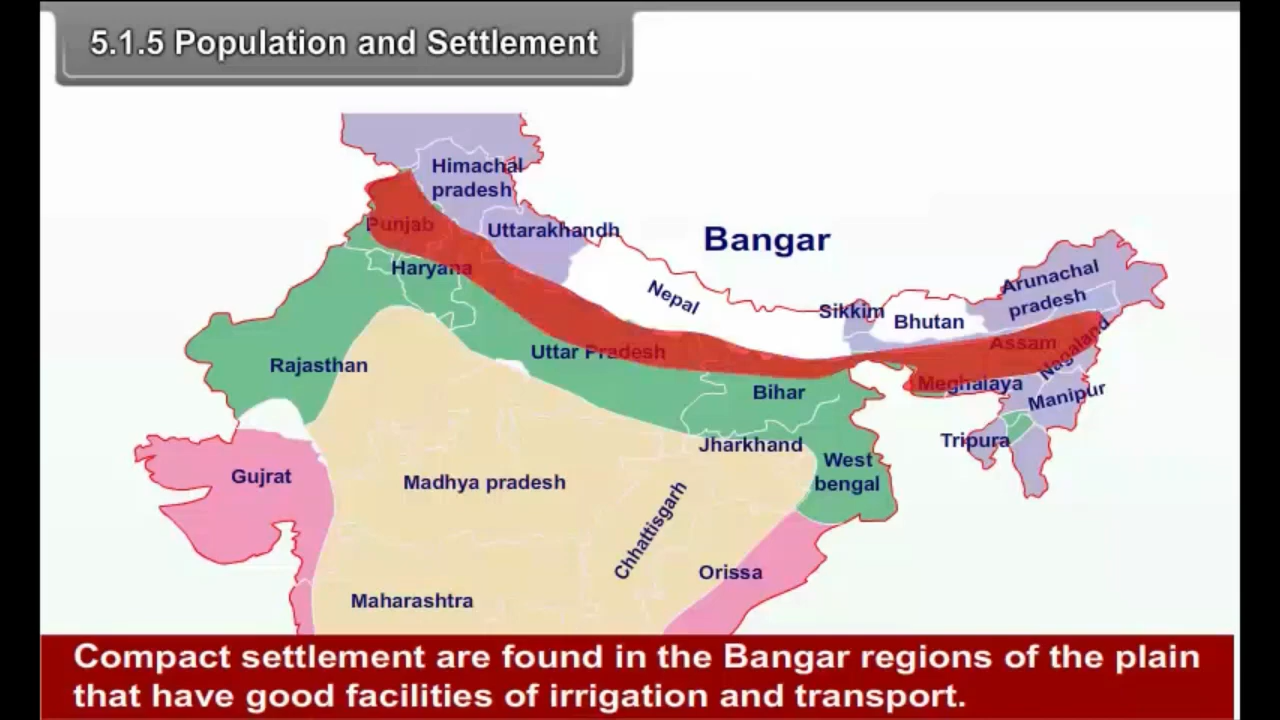 5.1.5 Population and Settlement
Himachal
pradesh
Punjab
Uttarakhandh
Bangar
Haryana
Nepal
Arunachal
pradesh
Sikkim
Bhutan
Assam
Nagaland
Uttar Pradesh
Rajasthan
Bihar
Meghalaya
Manipur
Jharkhand
Tripura
West
bengal
Gujrat
Madhya pradesh
Chhattisgarh
Orissa
Maharashtra
Compact settlement are found in the Bangar regions of the plain
that have good facilities of irrigation and transport.